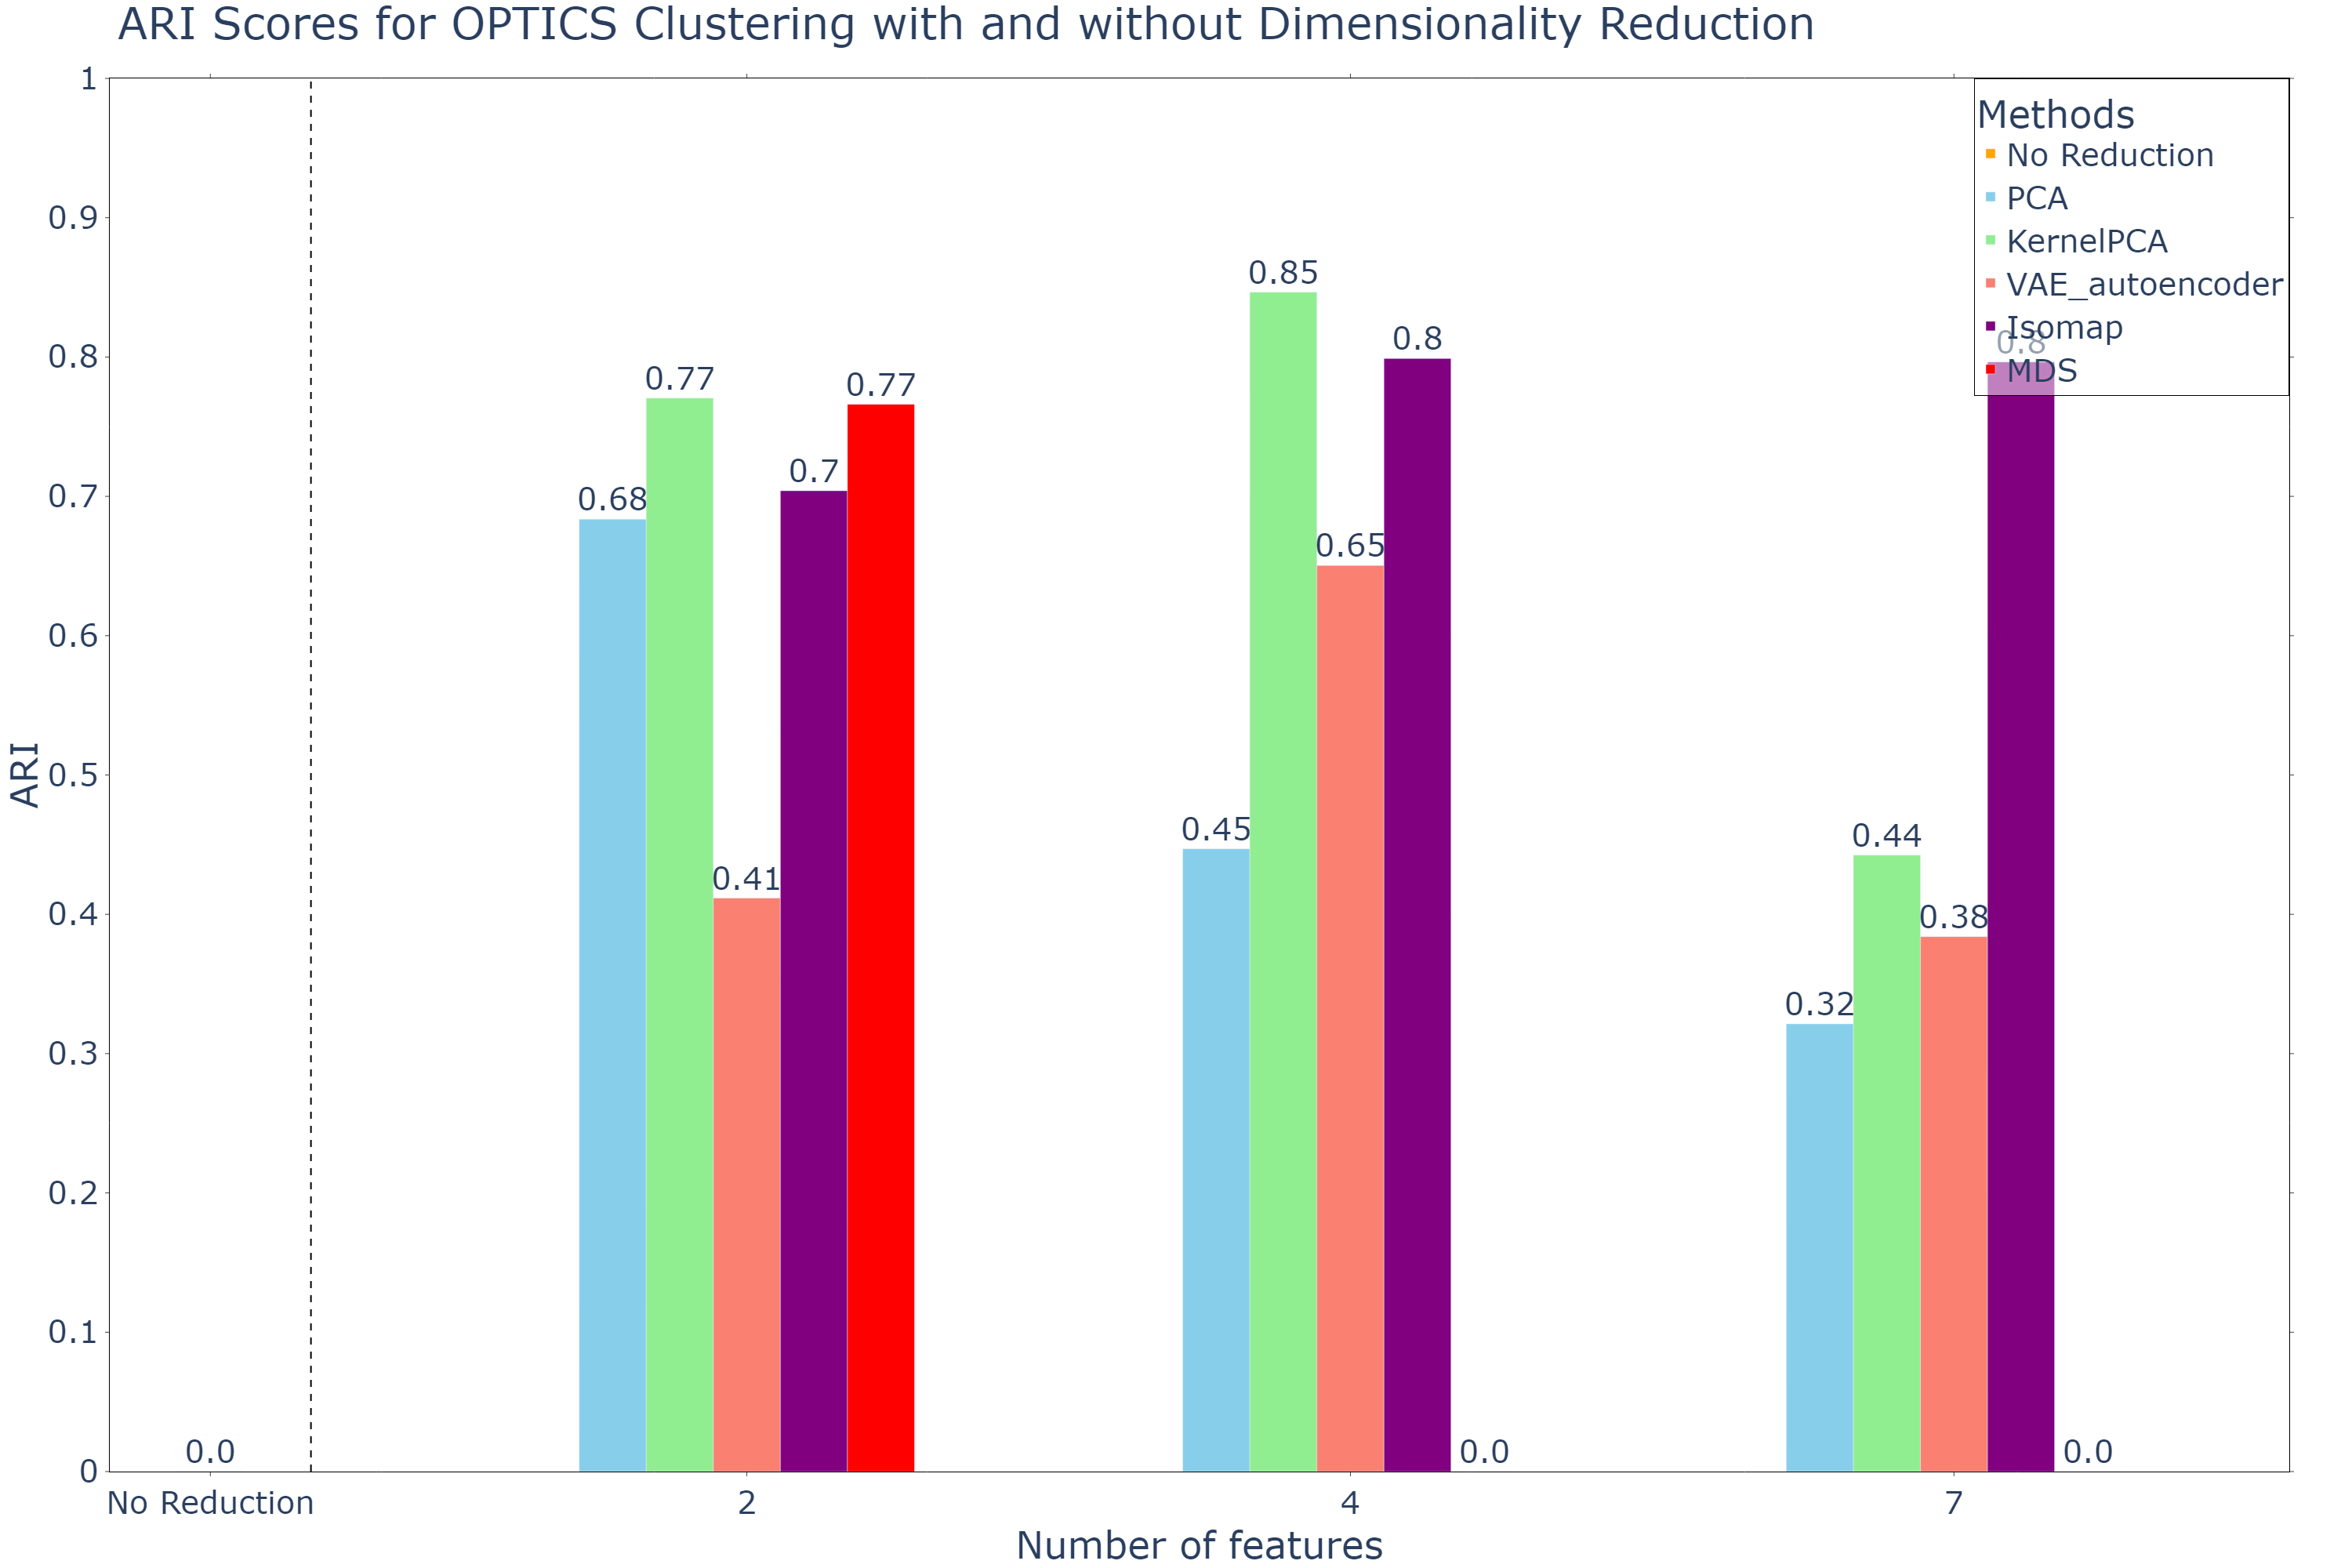 ARI Scores for OPTICS Clustering with and without Dimensionality Reduction
1
0.9
0.8
0.7
0.6
0.5
0.4
0.3
0.2
0.1
0
ARI
Methods
No Reduction
PCA
KernelPCA
VAE_autoencoder
Isomap
MDS
0.0
0.68
0.77
0.41
0.7
0.77
0.45
0.85
0.65
0.8
0.0
0.32
0.44
0.38
0.8
0.0
No Reduction
2
4
7
Number of features